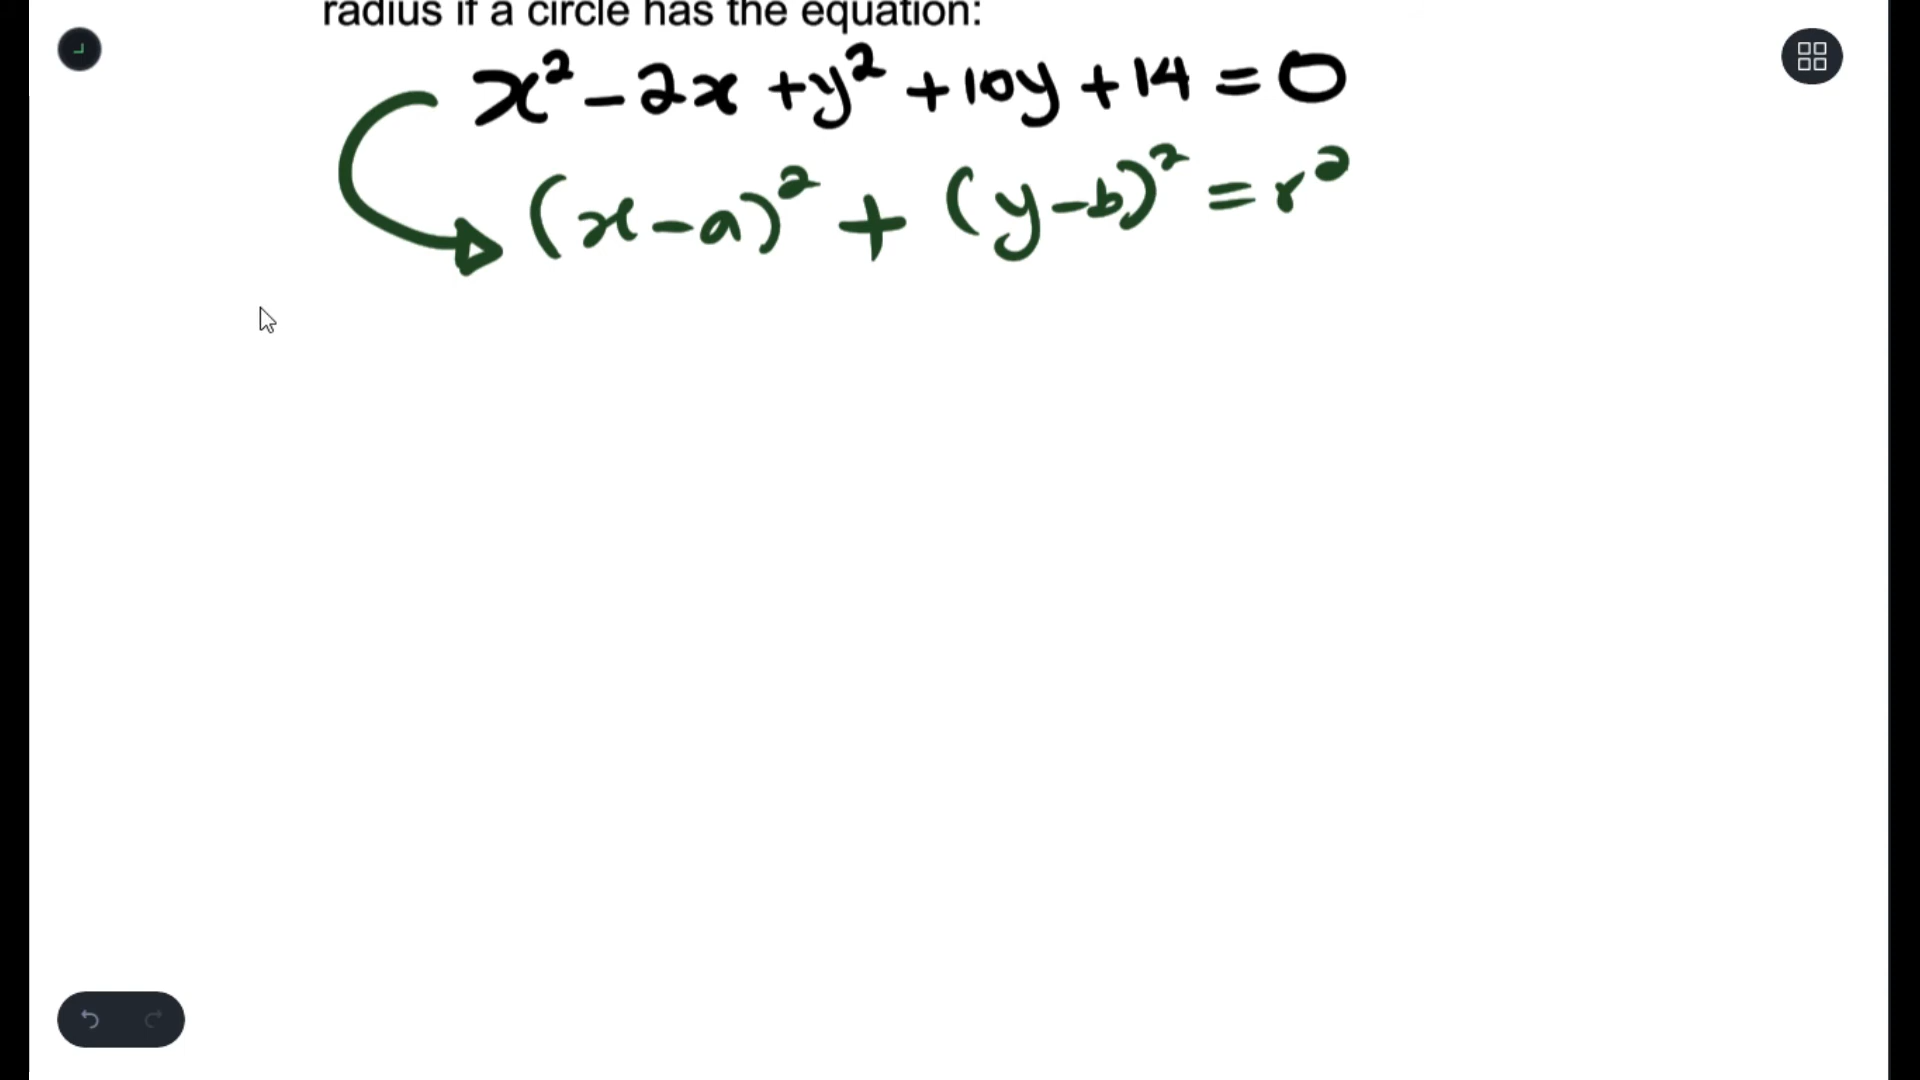 radius if a circle has the equation:
x² - 2x + y² + 10y + 14 = 0
(x - a)² + (y - b)² = r²